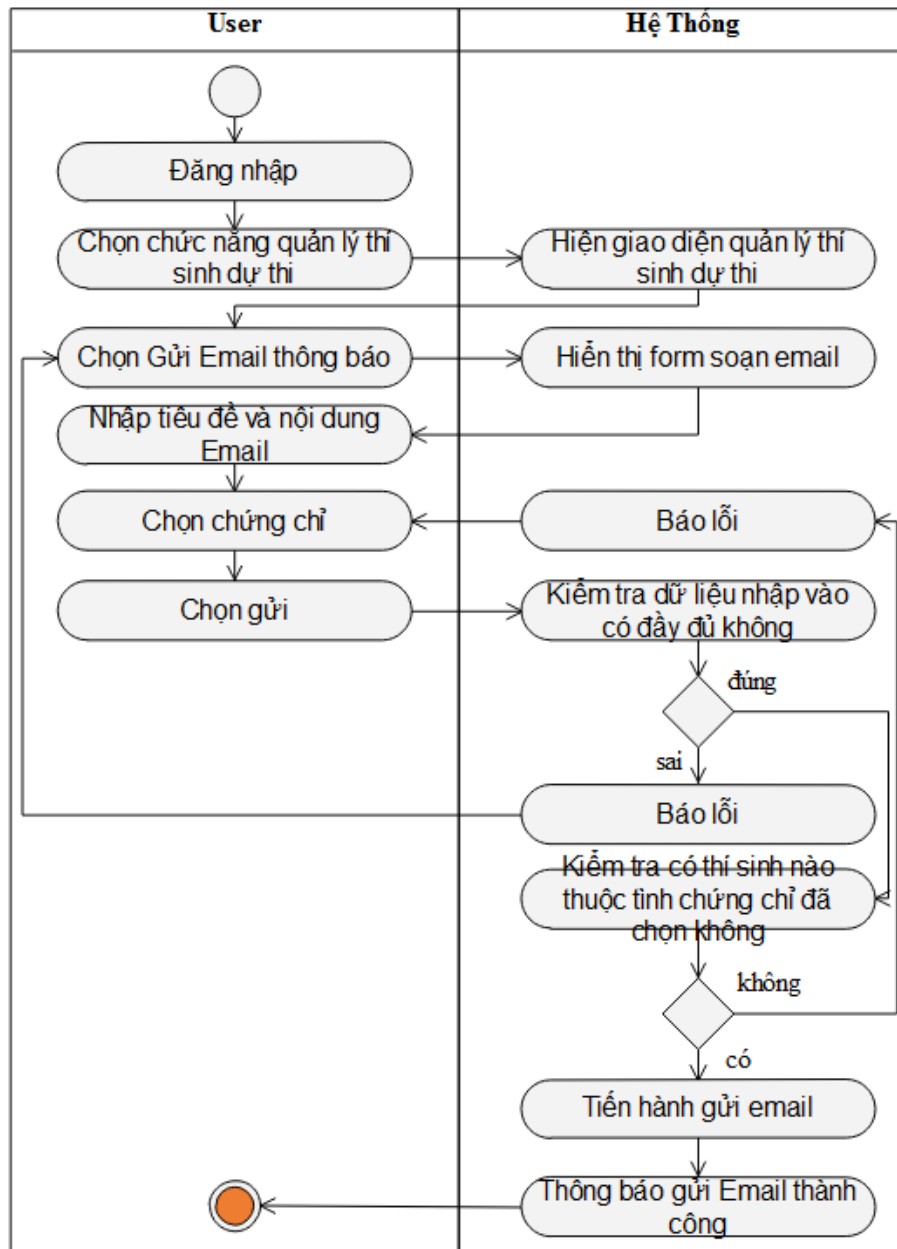 User
Hệ Thống
Đăng nhập
Chọn chức năng quản lý thí
sinh dự thi
Hiện giao diện quản lý thí
sinh dự thi
Chọn Gửi Email thông báo
Hiển thị form soạn email
Nhập tiêu đề và nội dung
Email
Chọn chứng chỉ
Báo lỗi
Chọn gửi
Kiểm tra dữ liệu nhập vào
có đầy đủ không
đúng
sai
Báo lỗi
Kiểm tra có thí sinh nào
thuộc tình chứng chỉ đã
chọn không
không
có
Tiến hành gửi email
Thông báo gửi Email thành
công